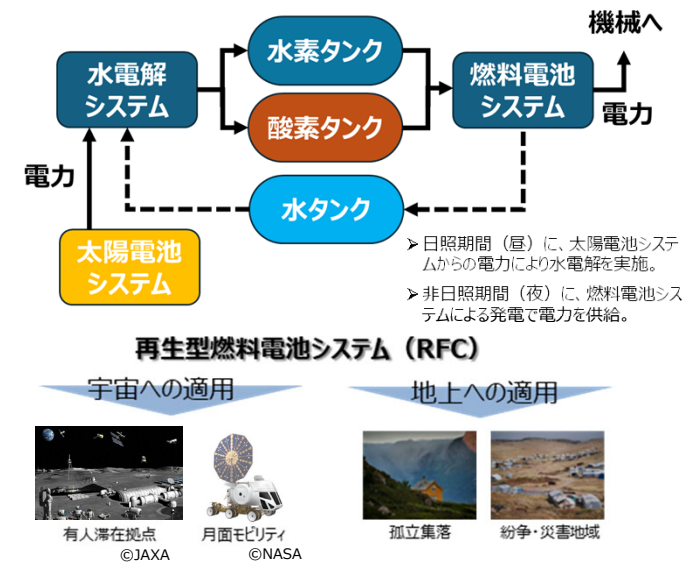 機械へ
水素タンク
水電解
システム
燃料電池
システム
酸素タンク
電力
電力
水タンク
太陽電池
システム
➢日照期間（昼）に、太陽電池システ
ムからの電力により水電解を実施。
➢非日照期間（夜）に、燃料電池シス
テムによる発電で電力を供給。
再生型燃料電池システム（RFC）
宇宙への適用
地上への適用
有人滞在拠点
©JAXA
月面モビリティ
©NASA
孤立集落
紛争・災害地域